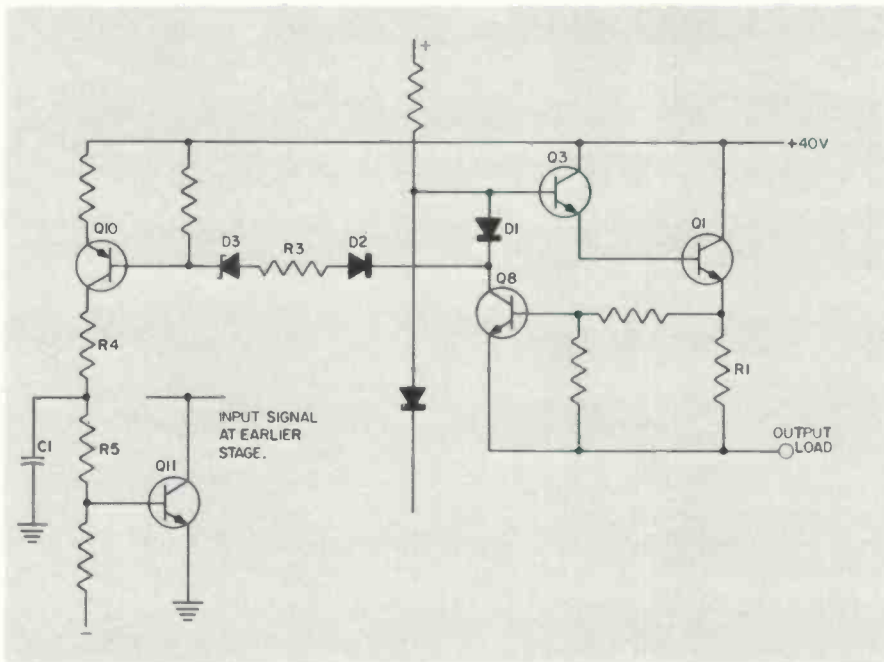 +
+40V
Q3
Q10
Q1
D3
R3
D2
D1
Q8
R4
R1
INPUT SIGNAL
AT EARLIER
STAGE.
OUTPUT
LOAD
C1
R5
Q11
-